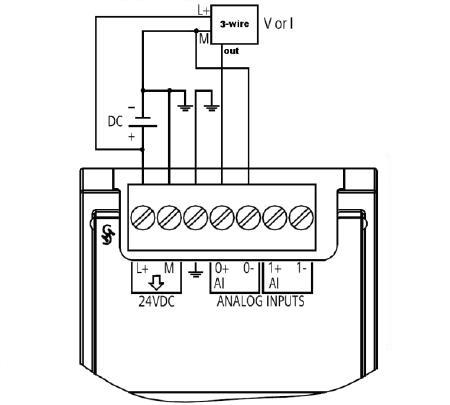 L+
3-wire
V or I
M
out
−
DC
+
L+ M 0+ 0- 1+ 1-
AI AI
24VDC ANALOG INPUTS